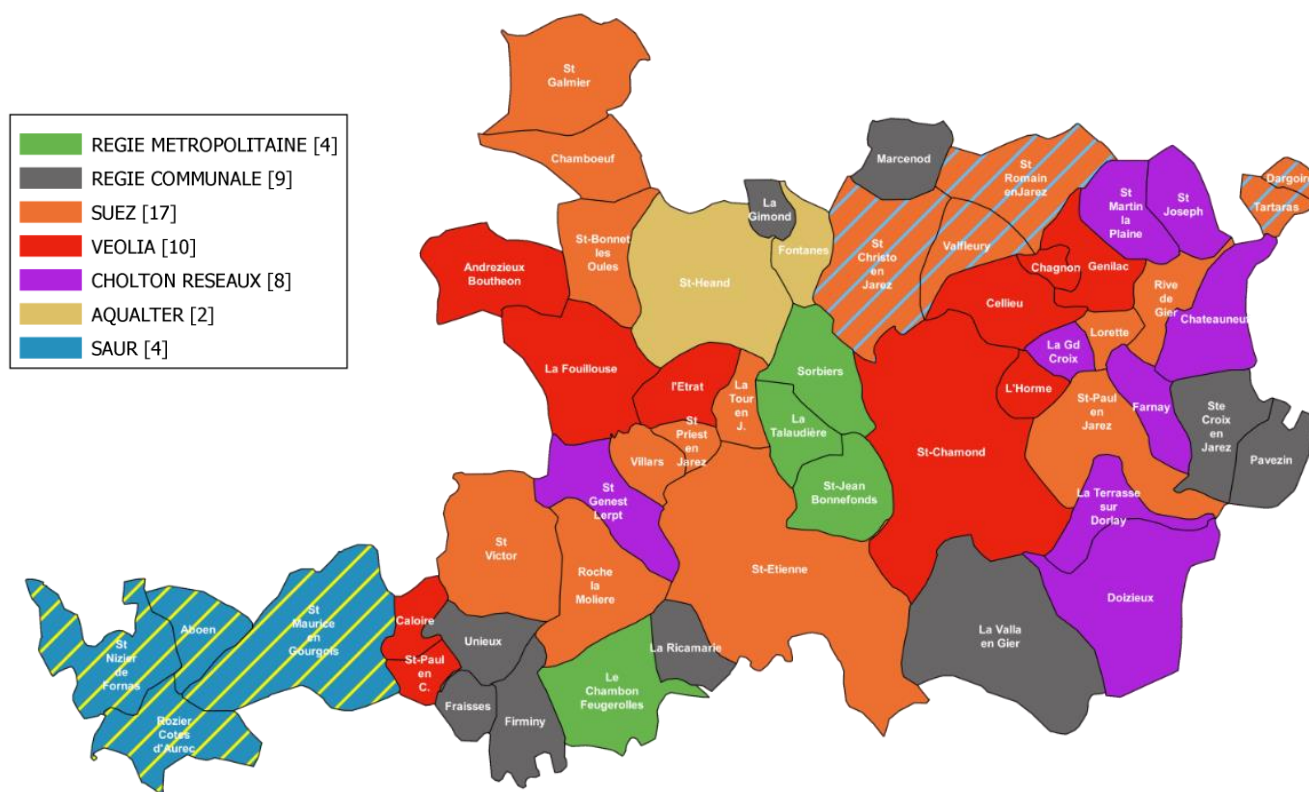 REGIE METROPOLITAINE [4]
REGIE COMMUNALE [9]
SUEZ [17]
VEOLIA [10]
CHOLTON RESEAUX [8]
AQUALTER [2]
SAUR [4]
St
Galmier
Chamboeuf
St-Bonnet
les
Oules
Andrezieux
Boutheon
La Fouillouse
St-Heand
La
Gimond
Fontanes
Marcenod
St
Romain
enJarez
St
Christo
en
Jarez
Valfleury
St
Martin
la
Plaine
St
Joseph
Dargoire
Tartaras
Chagnon
Genilac
Cellieu
Rive
de
Gier
Chateauneuf
Lorette
La Gd
Croix
L'Horme
St-Paul
en
Jarez
Farnay
Ste
Croix
en
Jarez
Pavezin
l'Etrat
La
Tour
en
J.
Sorbiers
La
Talaudière
St
Priest
en
Jarez
Villars
St-Jean
Bonnefonds
St-Chamond
La Terrasse
sur
Dorlay
Doizieux
La Valla
en Gier
St
Genest
Lerpt
St
Victor
Roche
la
Moliere
St-Etienne
La Ricamarie
Le
Chambon
Feugerolles
Unieux
Caloire
St-Paul
en
C.
Fraisses
Firminy
St
Maurice
en
Gourgois
Aboen
St
Nizier
de
Fornas
Rozier
Cotes
d'Aurec